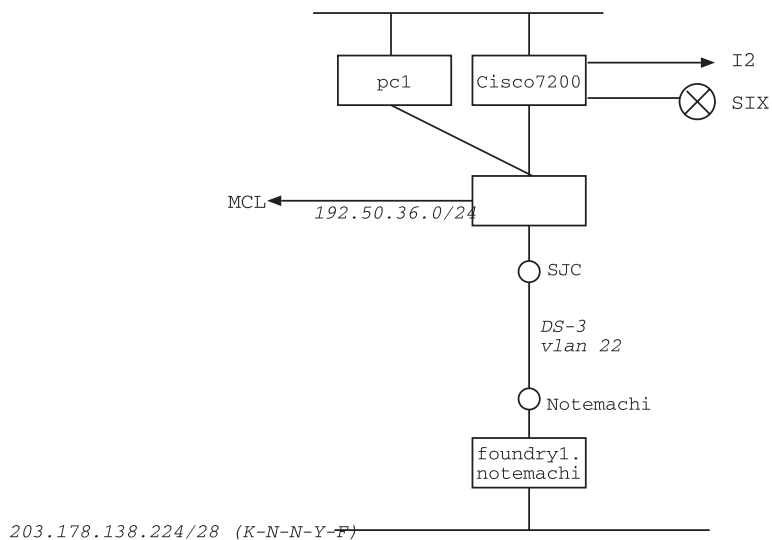 I2
pc1
Cisco7200
SIX
MCL
192.50.36.0/24
SJC
DS-3
vlan 22
Notemachi
foundry1.
notemachi
203.178.138.224/28 (K-N-N-Y-F)